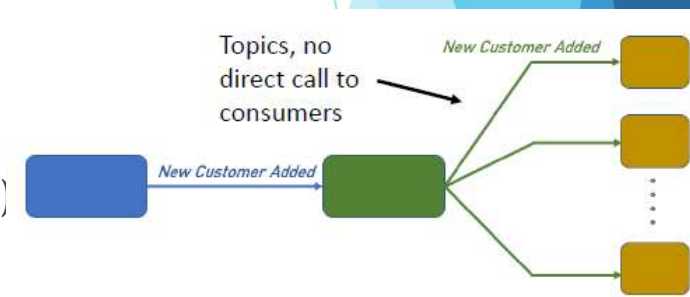 Topics, no
direct call to
consumers
New Customer Added
New Customer Added
)